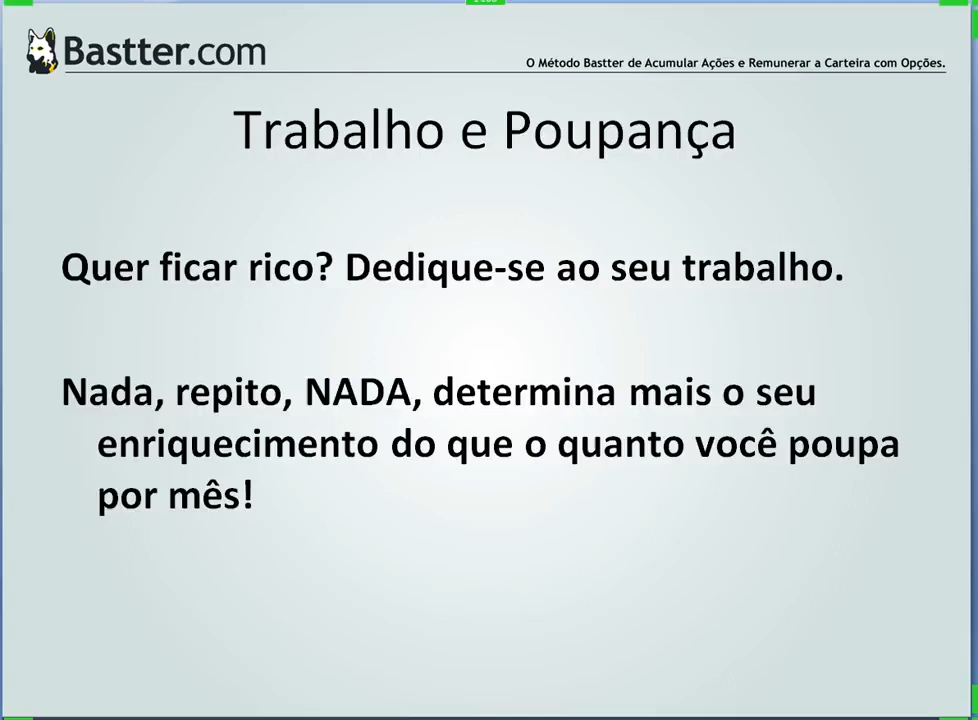 Bastter.com
O Método Bastter de Acumular Ações e Remunerar a Carteira com Opções.
Trabalho e Poupança
Quer ficar rico? Dedique-se ao seu trabalho.
Nada, repito, NADA, determina mais o seu
enriquecimento do que o quanto você poupa
por mês!